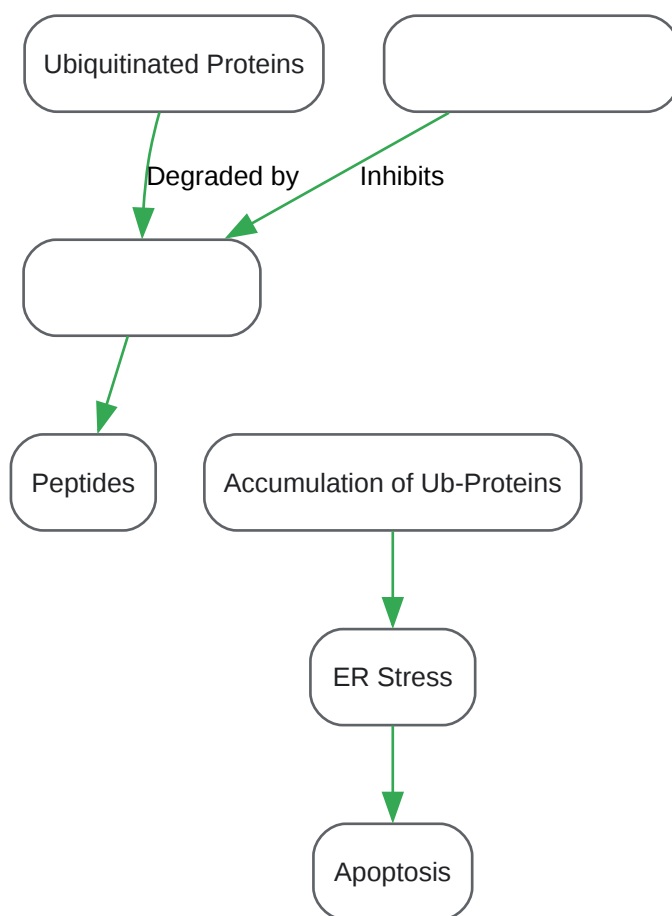 Ubiquitinated Proteins
Degraded by
Inhibits
Peptides
Accumulation of Ub-Proteins
ER Stress
Apoptosis